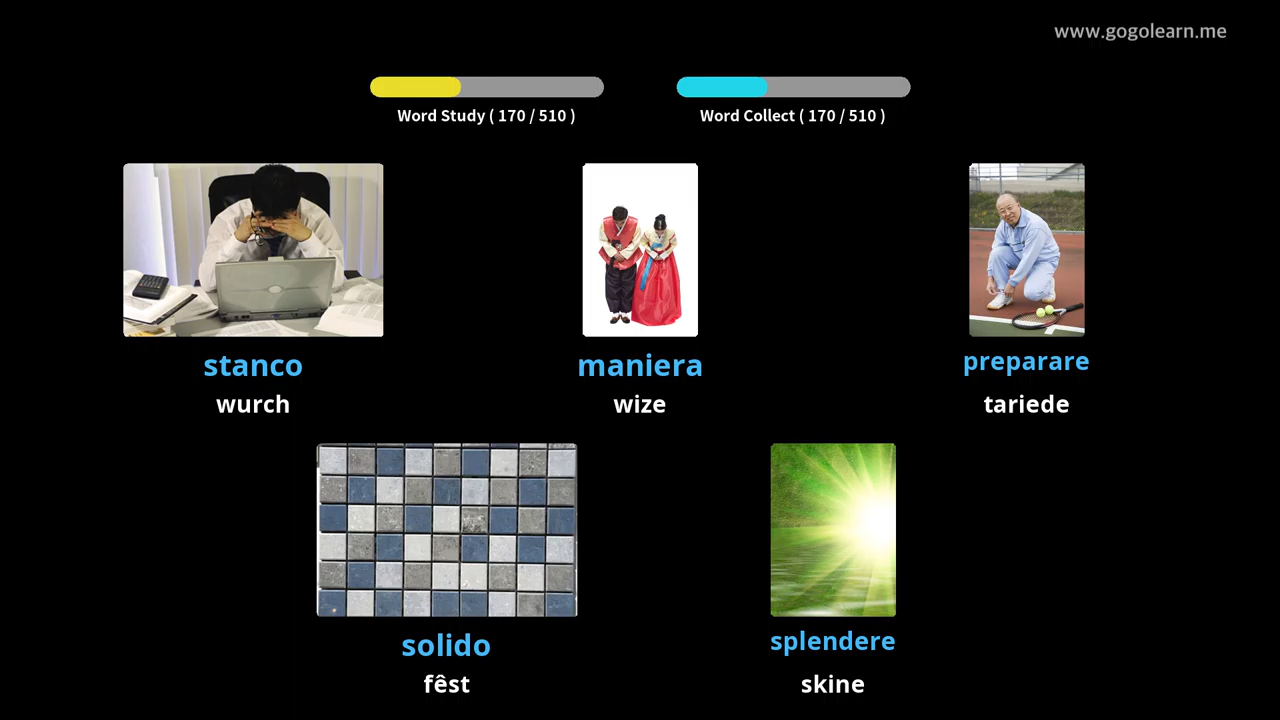 www.gogolearn.me
Word Study ( 170 / 510 )
Word Collect ( 170 / 510 )
stanco
wurch
maniera
wize
preparare
tariede
solido
fêst
splendere
skine